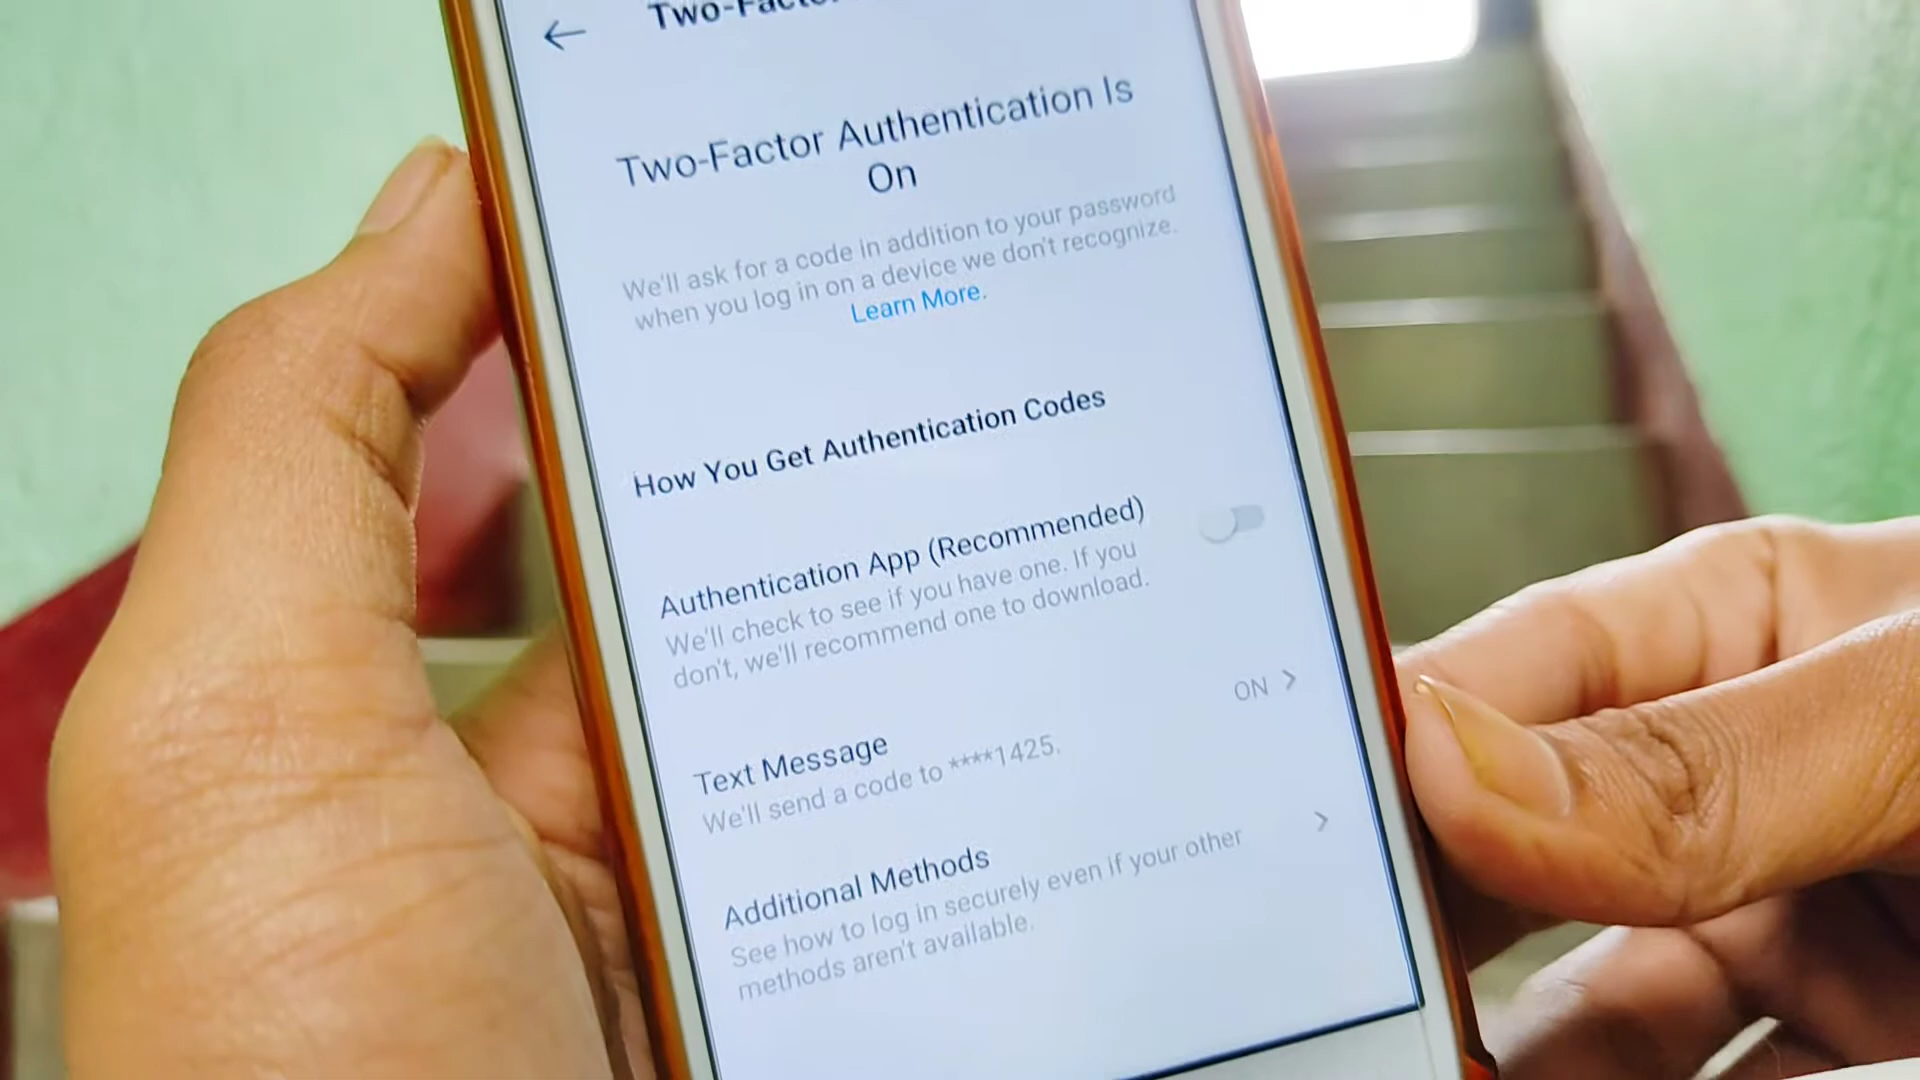 Two-Factor
Two-Factor Authentication Is
On
We'll ask for a code in addition to your password
when you log in on a device we don't recognize.
Learn More.
How You Get Authentication Codes
Authentication App (Recommended)
We'll check to see if you have one. If you
don't, we'll recommend one to download.
ON
Text Message
We'll send a code to ****1425.
Additional Methods
See how to log in securely even if your other
methods aren't available.